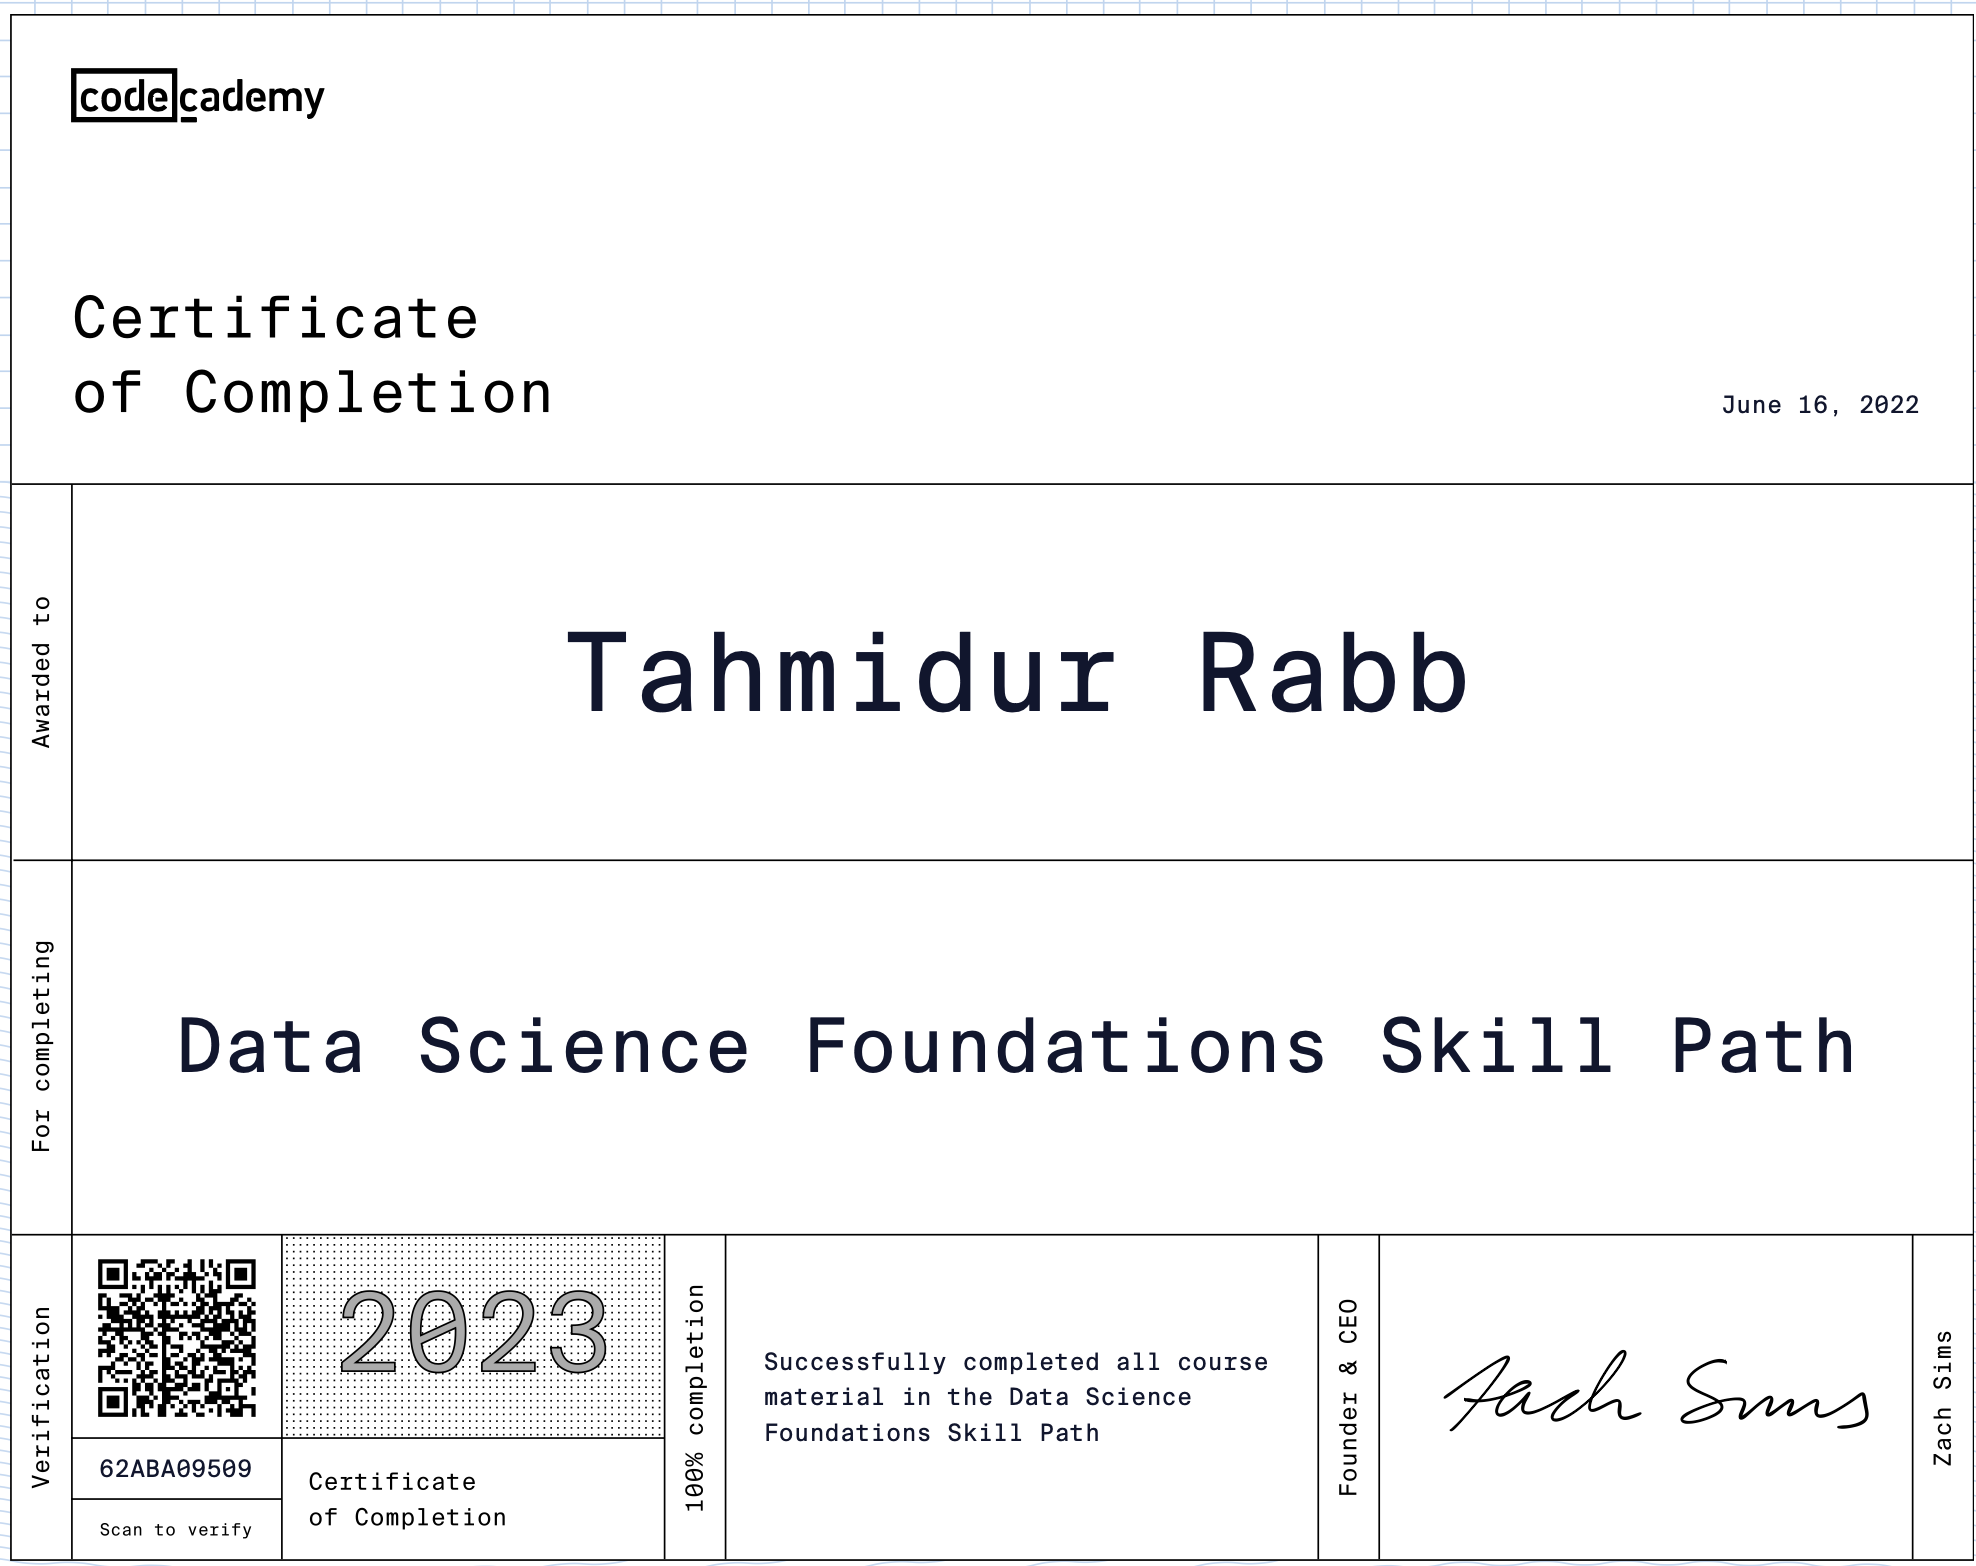 codecademy
Certificate
of Completion
June 16, 2022
Awarded to
Tahmidur Rabb
For completing
Data Science Foundations Skill Path
Verification
62ABA09509
Scan to verify
2023
Certificate
of Completion
100% completion
Successfully completed all course
material in the Data Science
Foundations Skill Path
Founder & CEO
Zach Sims
Zach Sims